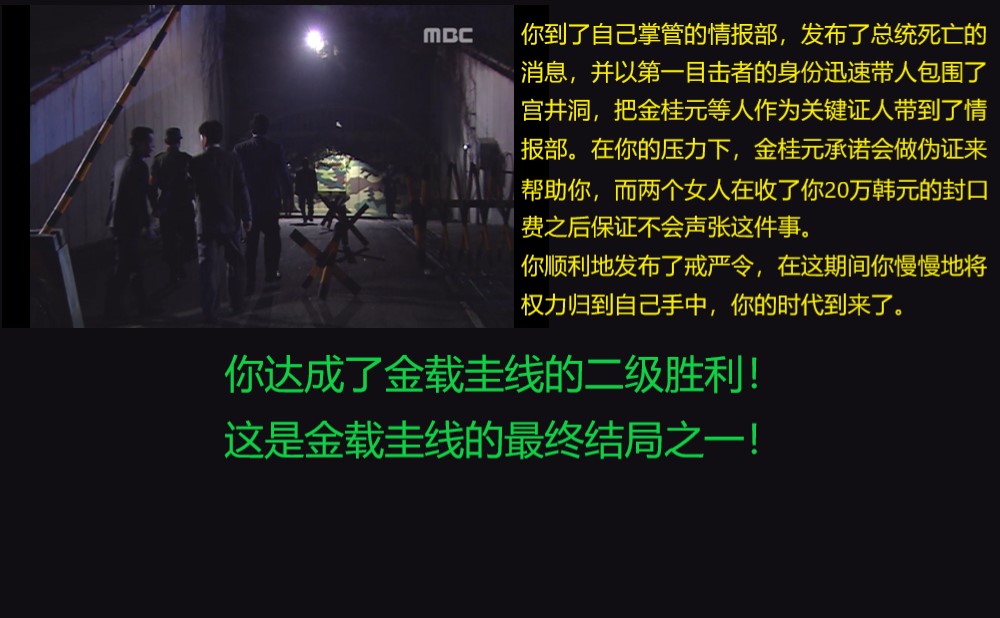 MBC
你到了自己掌管的情报部，发布了总统死亡的
消息，并以第一目击者的身份迅速带人包围了
宫井洞，把金桂元等人作为关键证人带到了情
报部。在你的压力下，金桂元承诺会做伪证来
帮助你，而两个女人在收了你20万韩元的封口
费之后保证不会声张这件事。
你顺利地发布了戒严令，在这期间你慢慢地将
权力归到自己手中，你的时代到来了。
你达成了金载圭线的二级胜利！
这是金载圭线的最终结局之一！